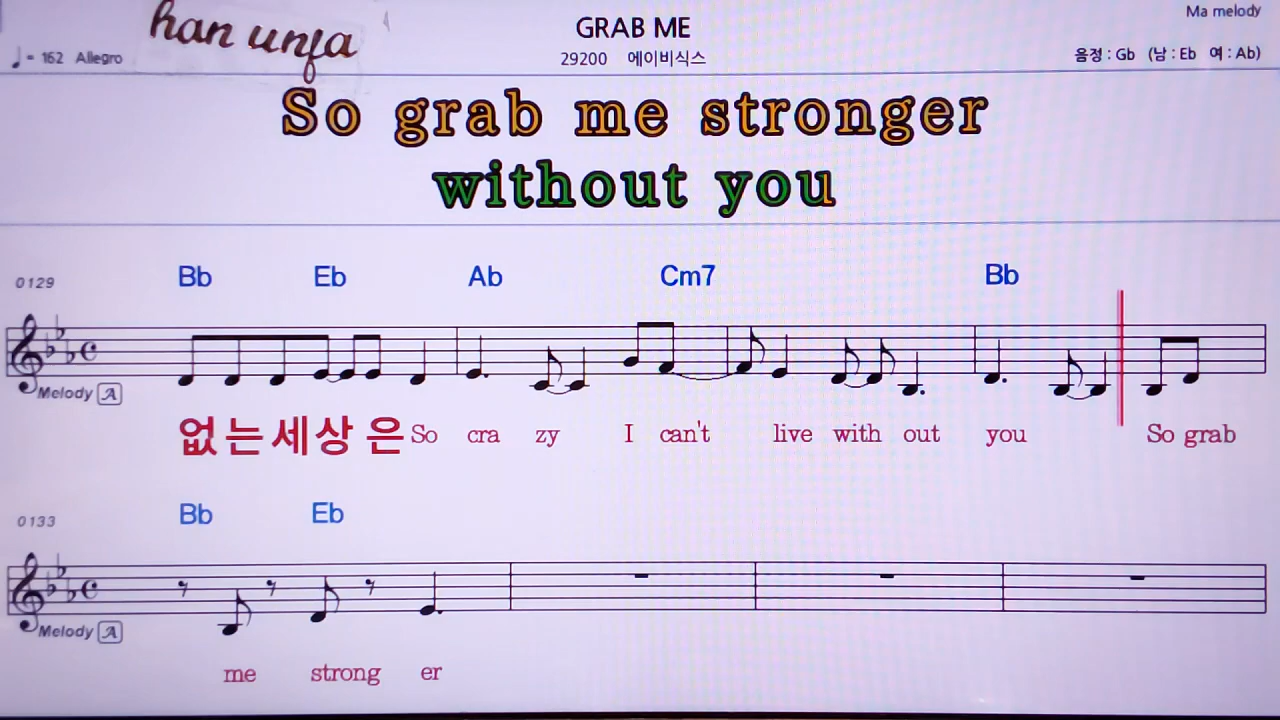 han unja
Ma melody
GRAB ME
♩ = 162 Allegro
29200 에이비식스
음정 : Gb (남 : Eb 여 : Ab)
So grab me stronger
without you
0129 Bb Eb Ab Cm7 Bb
Melody A
없는세상 은 So cra zy I can't live with out you So grab
0133 Bb Eb
Melody A
me strong er